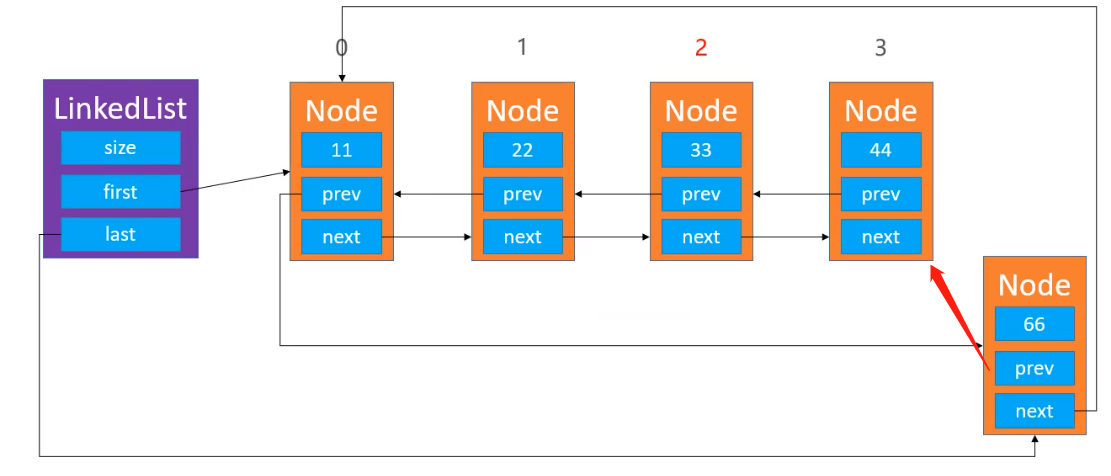 0 1 2 3
LinkedList
size
first
last
Node
11
prev
next
Node
22
prev
next
Node
33
prev
next
Node
44
prev
next
Node
66
prev
next